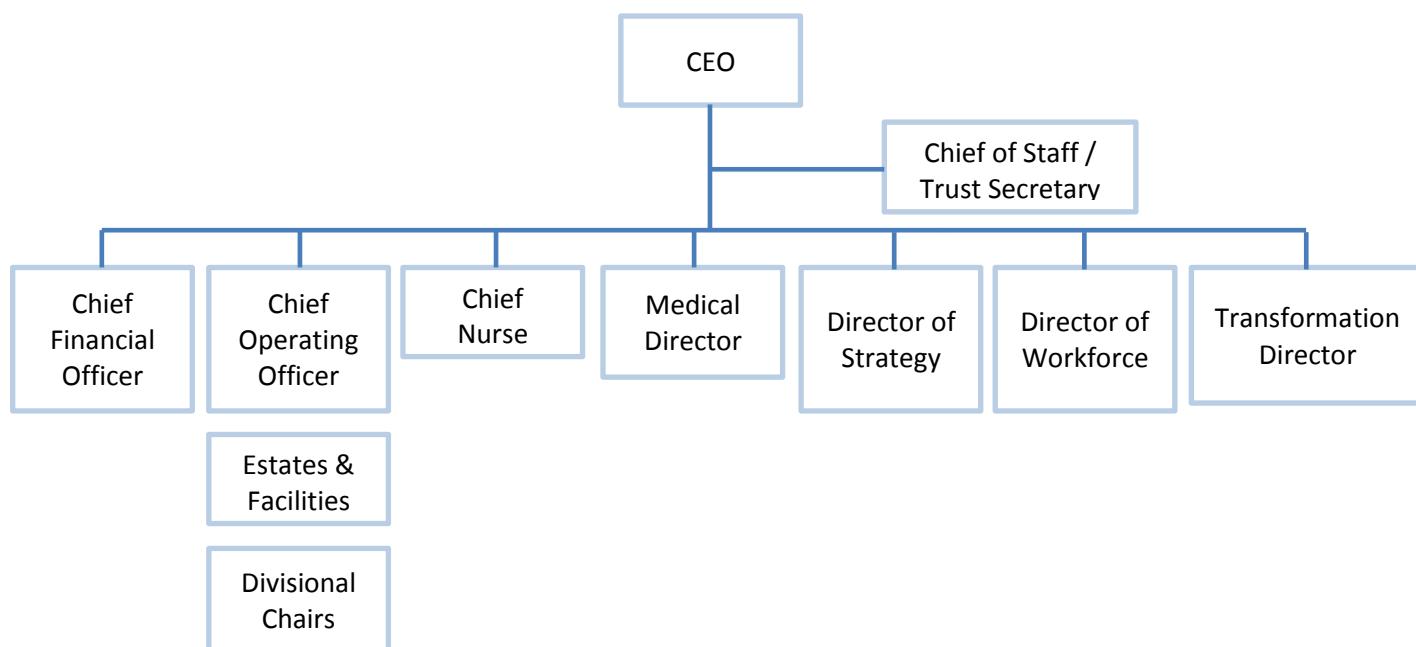 CEO
Chief of Staff /
Trust Secretary
Chief
Financial
Officer
Chief
Operating
Officer
Chief
Nurse
Medical
Director
Director of
Strategy
Director of
Workforce
Transformation
Director
Estates &
Facilities
Divisional
Chairs